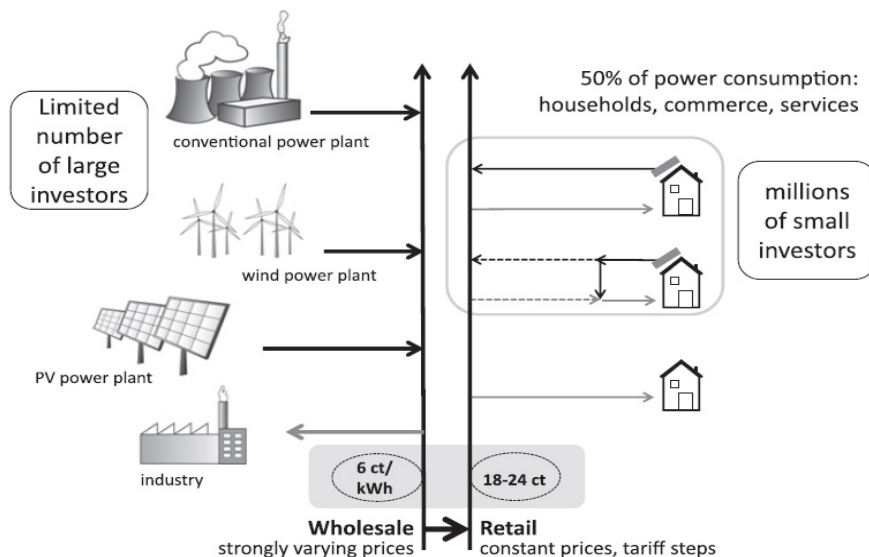 Limited
number
of large
investors
conventional power plant
wind power plant
PV power plant
industry
50% of power consumption:
households, commerce, services
millions
of small
investors
6 ct/
kWh
18-24 ct
Wholesale
strongly varying prices
Retail
constant prices, tariff steps